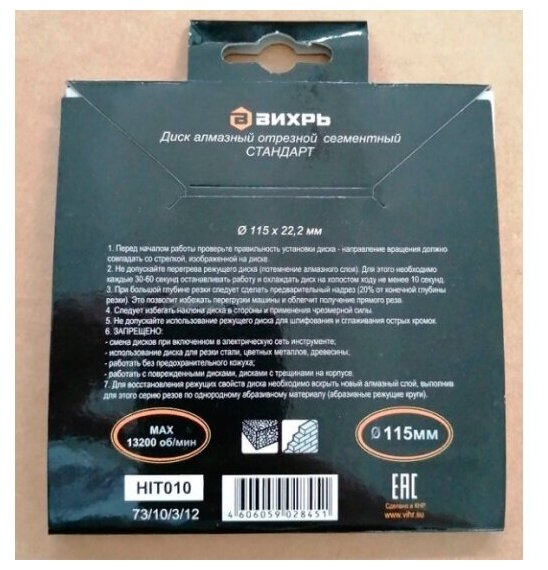 ВИХРЬ
Диск алмазный отрезной сегментный
СТАНДАРТ
Ø 115 x 22,2 мм
1. Перед началом работы проверьте правильность установки диска - направление вращения должно
совпадать со стрелкой, изображенной на диске.
2. Не допускайте перегрева режущего диска (потемнение алмазного слоя). Для этого необходимо
каждые 30-60 секунд останавливать работу и охлаждать диск на холостом ходу не менее 10 секунд.
3. При большой глубине резки следует сделать предварительный надрез (20% от конечной глубины
резки). Это позволит избежать перегрузки машины и облегчит получение прямого реза.
4. Следует избегать наклона диска в стороны и применения чрезмерной силы.
5. Не допускайте использование режущего диска для шлифования и сглаживания острых кромок.
6. ЗАПРЕЩЕНО:
- смена дисков при включенном в электрическую сеть инструменте;
- использование диска для резки стали, цветных металлов, древесины,
- работать без предохранительного кожуха;
- работать с поврежденными дисками, дисками с трещинами на корпусе.
7. Для восстановления режущих свойств диска необходимо вскрыть новый алмазный слой, выполнив
для этого серию резов по однородному абразивному материалу (абразивные режущие круги).
MAX
13200 об/мин
Ø 115мм
HIT010
73/10/3/12
4 606059 028451
EAC
Сделано в КНР
www.vihr.su